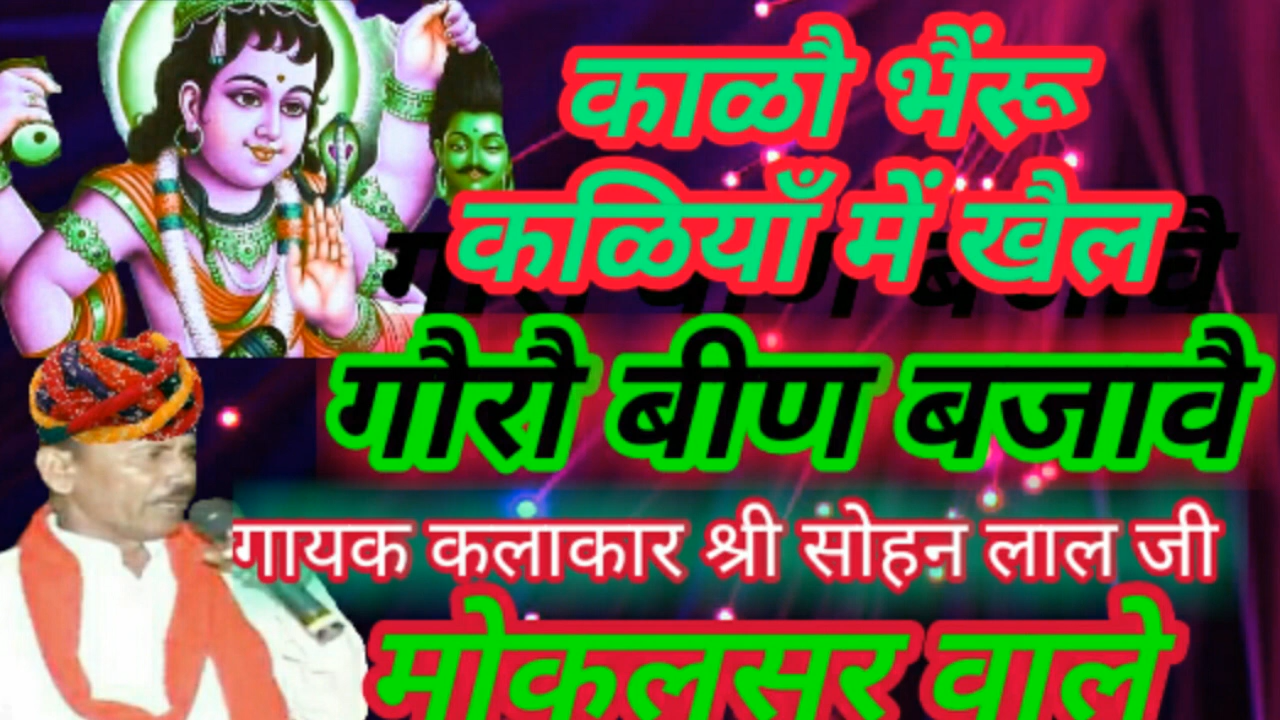 काळौ भैंरू
कळियाँ में खैल
गौरौ बीण बजावै
गायक कलाकार श्री सोहन लाल जी
मोकलसर वाले